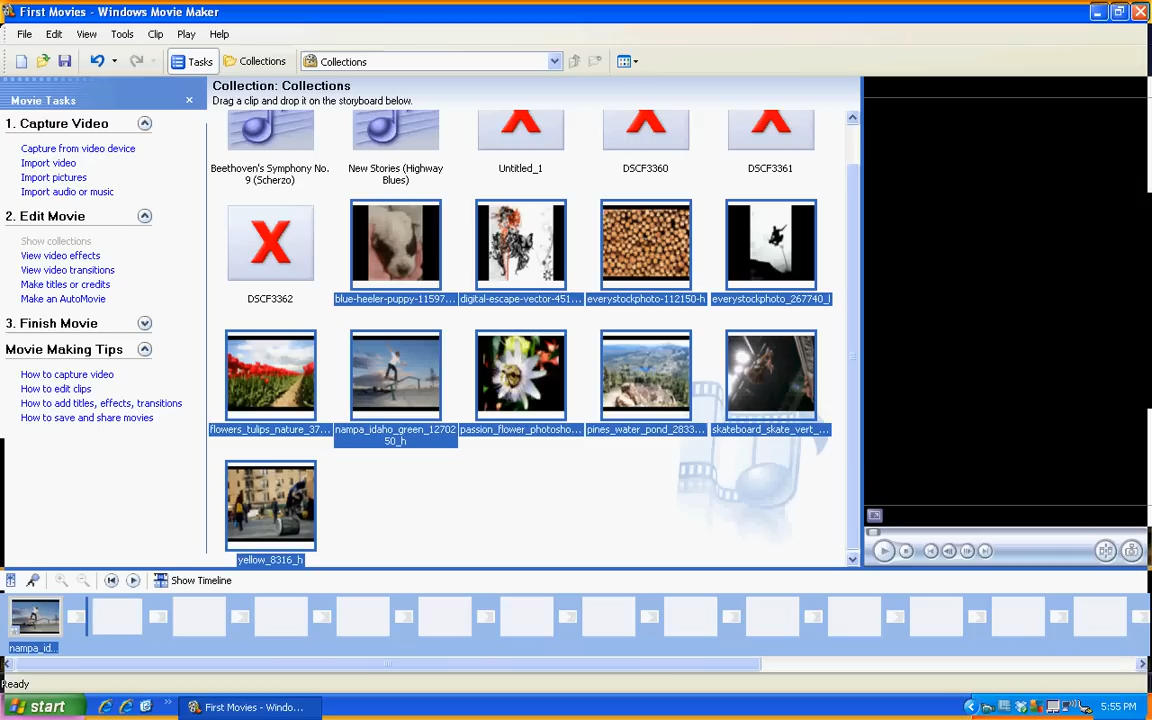 First Movies - Windows Movie Maker
File Edit View Tools Clip Play Help
Tasks Collections Collections
Movie Tasks
Collection: Collections
Drag a clip and drop it on the storyboard below.
1. Capture Video
Capture from video device
Import video
Import pictures
Import audio or music
2. Edit Movie
Show collections
View video effects
View video transitions
Make titles or credits
Make an AutoMovie
3. Finish Movie
Movie Making Tips
How to capture video
How to edit clips
How to add titles, effects, transitions
How to save and share movies
Beethoven's Symphony No. 9 (Scherzo)
New Stories (Highway Blues)
Untitled_1
DSCF3360
DSCF3361
DSCF3362
blue-heeler-puppy-11597...
digital-escape-vector-451...
everystockphoto-112150-h
everystockphoto_267740_l
flowers_tulips_nature_37...
nampa_idaho_green_12702
50_h
passion_flower_photosho...
pines_water_pond_2833...
skateboard_skate_vert_...
yellow_8316_h
Show Timeline
nampa_id...
Ready
start
First Movies - Windo...
5:55 PM